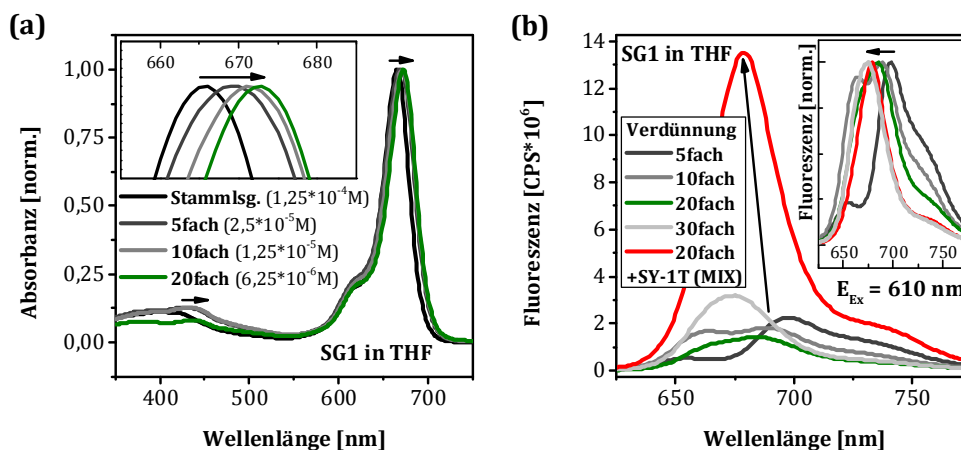 (a)
660 672 680
1,00
0,75
0,50
0,25
0,00
Absorbanz [norm.]
Stammlsg. (1,25*10⁻⁴M)
5fach (2,5*10⁻⁵M)
10fach (1,25*10⁻⁵M)
20fach (6,25*10⁻⁶M)
SG1 in THF
400 500 600 700
Wellenlänge [nm]
(b)
14
12
10
8
6
4
2
0
Fluoreszenz [CPS*10⁶]
SG1 in THF
Verdünnung
5fach
10fach
20fach
30fach
20fach
+SY-1T (MIX)
Fluoreszenz [norm.]
650 700 750
E_Ex = 610 nm
650 700 750
Wellenlänge [nm]